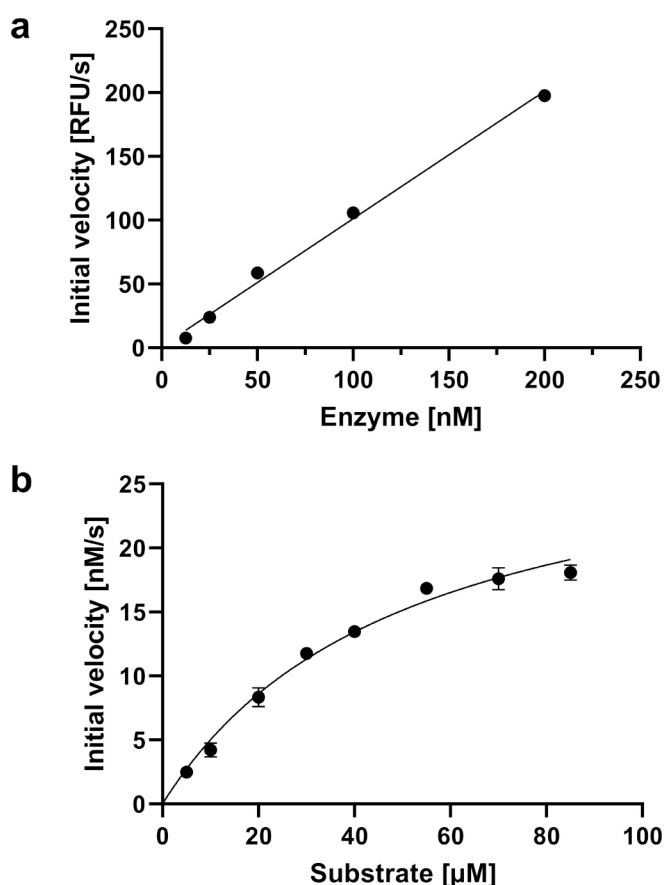 a
Initial velocity [RFU/s]
250
200
150
100
50
0
0 50 100 150 200 250
Enzyme [nM]
b
Initial velocity [nM/s]
25
20
15
10
5
0
0 20 40 60 80 100
Substrate [µM]